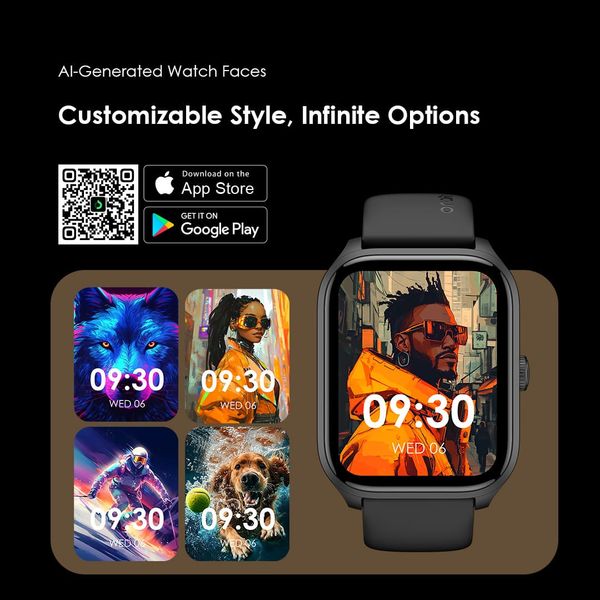 AI-Generated Watch Faces
Customizable Style, Infinite Options
Download on the
App Store
GET IT ON
Google Play
09:30
WED 06
09:30
WED 06
09:30
WED 06
09:30
WED 06
09:30
WED 06